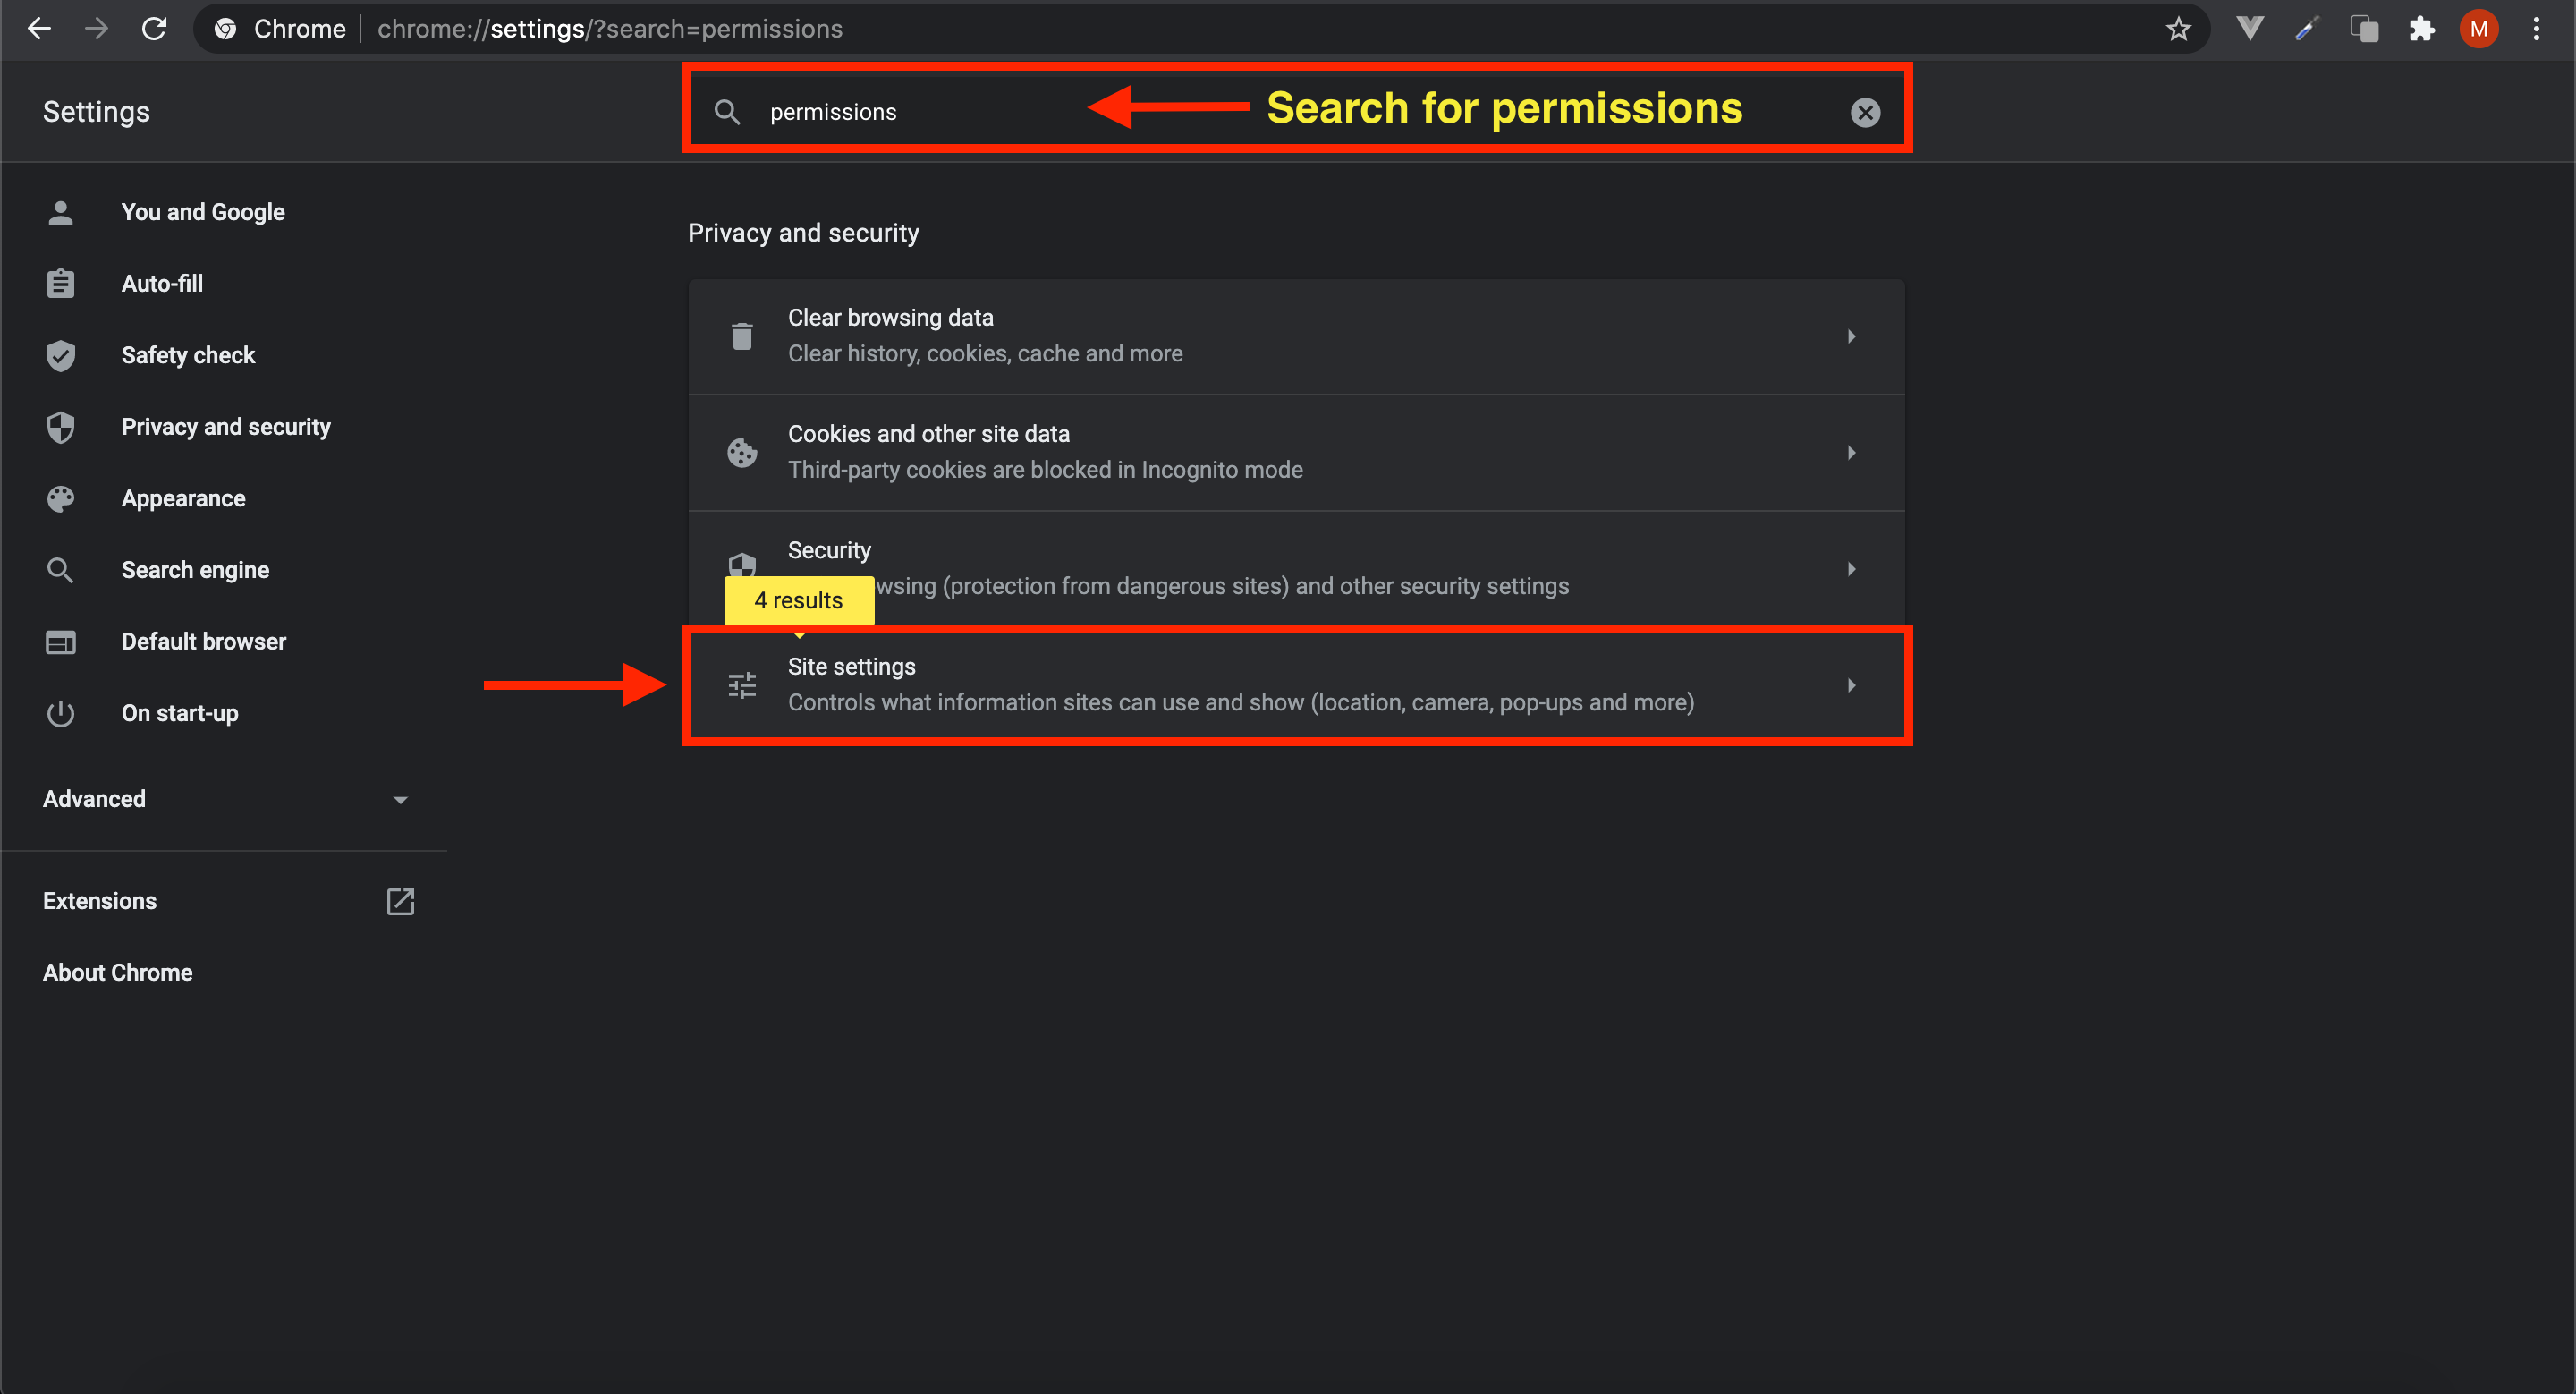 Chrome
chrome://settings/?search=permissions
M
Settings
permissions
Search for permissions
You and Google
Auto-fill
Safety check
Privacy and security
Appearance
Search engine
Default browser
On start-up
Advanced
Extensions
About Chrome
Privacy and security
Clear browsing data
Clear history, cookies, cache and more
Cookies and other site data
Third-party cookies are blocked in Incognito mode
Security
(protection from dangerous sites) and other security settings
4 results
Site settings
Controls what information sites can use and show (location, camera, pop-ups and more)